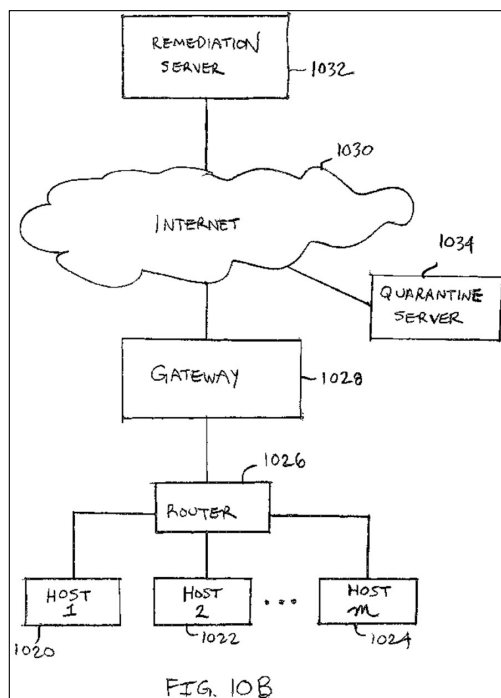 REMEDIATION
SERVER
1032
1030
INTERNET
1034
QUARANTINE
SERVER
GATEWAY
1028
1026
ROUTER
HOST
1
1020
HOST
2
1022
...
HOST
m
1024
FIG. 10B